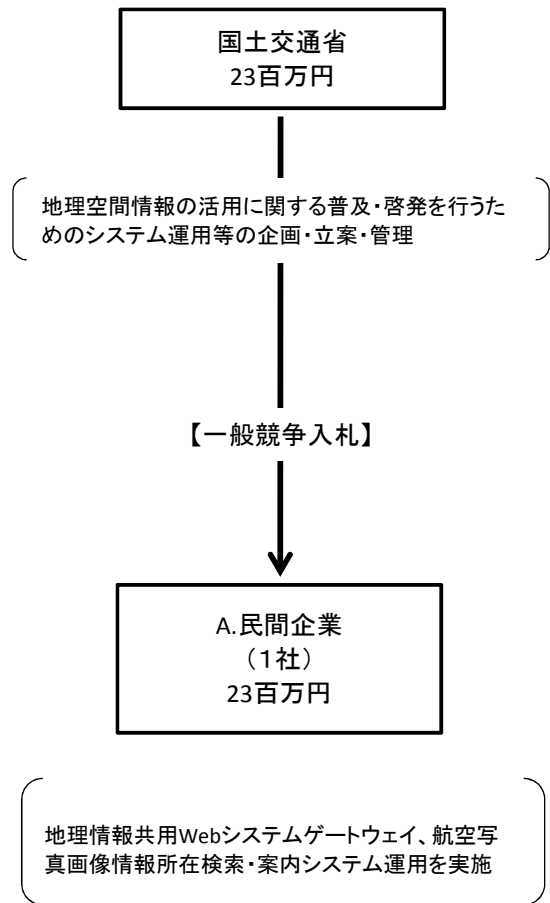 国土交通省
23百万円
地理空間情報の活用に関する普及・啓発を行うた
めのシステム運用等の企画・立案・管理
【一般競争入札】
A.民間企業
（１社）
23百万円
地理情報共用Webシステムゲートウェイ、航空写
真画像情報所在検索・案内システム運用を実施